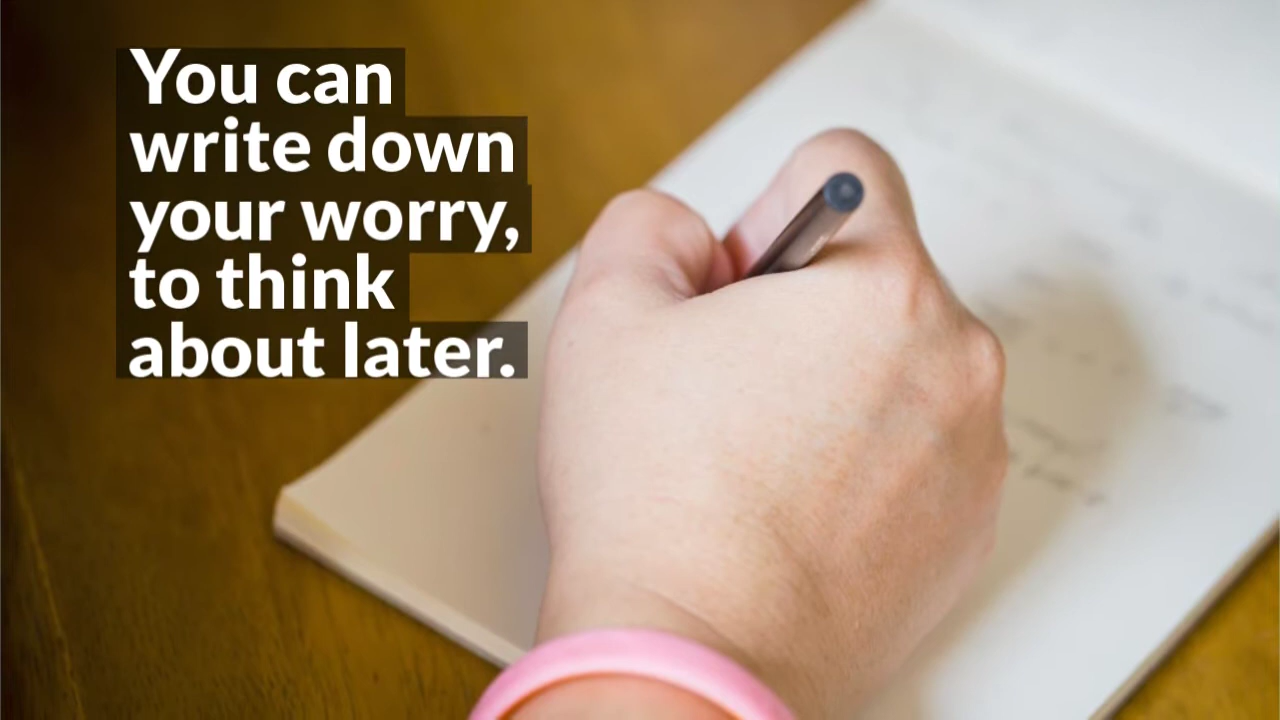 You can
write down
your worry,
to think
about later.